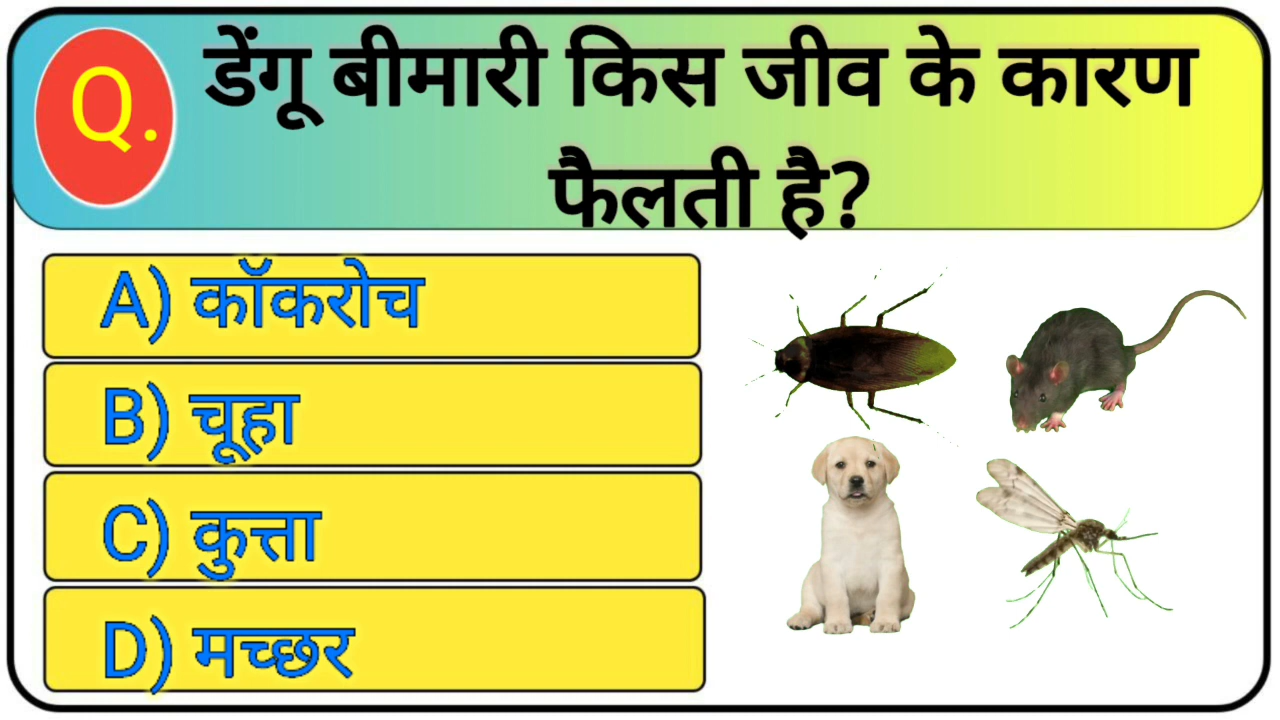 Q.
डेंगू बीमारी किस जीव के कारण
फैलती है?
A) कॉकरोच
B) चूहा
C) कुत्ता
D) मच्छर